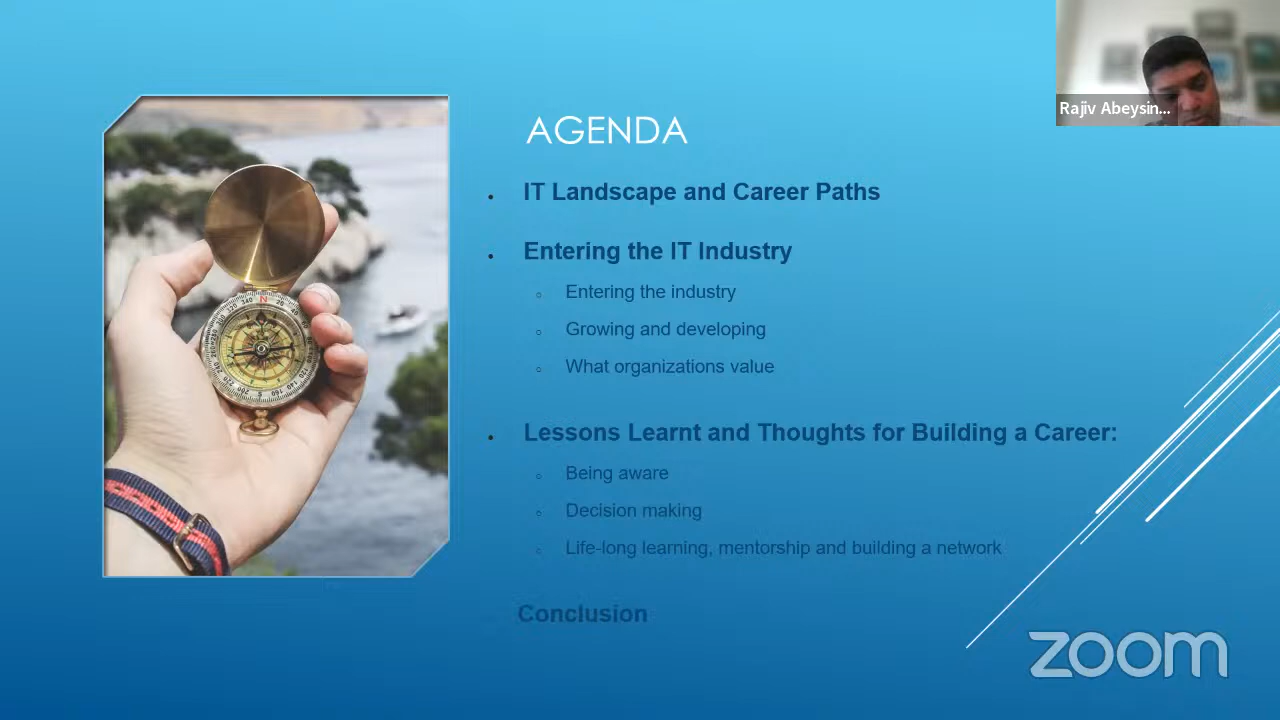 Rajiv Abeysin...
AGENDA
IT Landscape and Career Paths
Entering the IT Industry
Entering the industry
Growing and developing
What organizations value
Lessons Learnt and Thoughts for Building a Career:
Being aware
Decision making
Life-long learning, mentorship and building a network
Conclusion
zoom